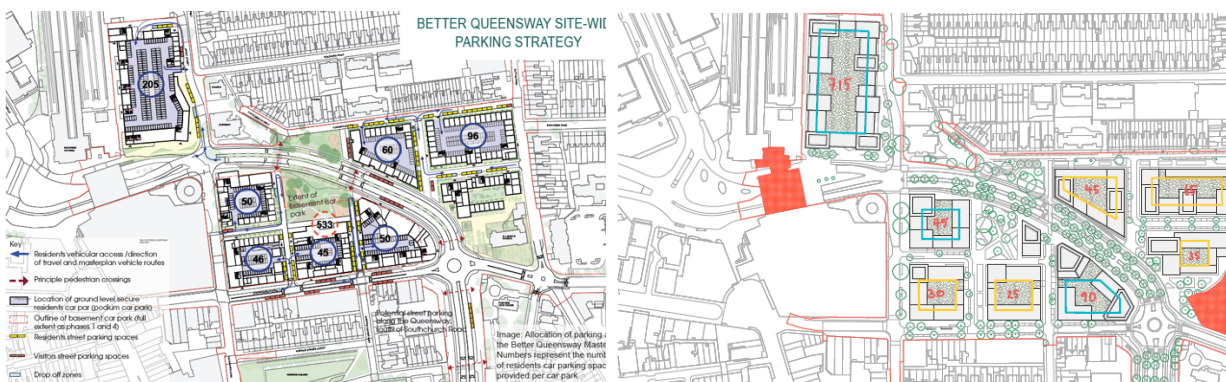 BETTER QUEENSWAY SITE-WID
PARKING STRATEGY
205
60
96
50
Extent of
basement car
park
533
50
46
45
Key
Residents vehicular access /direction
of travel and masterplan vehicle routes
Principle pedestrian crossings
Location of ground level secure
residents car par (podium car park)
Outline of basement car park (full
extent as phases 1 and 4)
Residents street parking spaces
Visitors street parking spaces
Drop off zones
Potential street parking
along the Queensway
south of Southchurch Road
Image: Allocation of parking
the Better Queensway Mast
Numbers represent the numb
of residents car parking spac
provided per car park
715
45
65
45
35
30
25
90